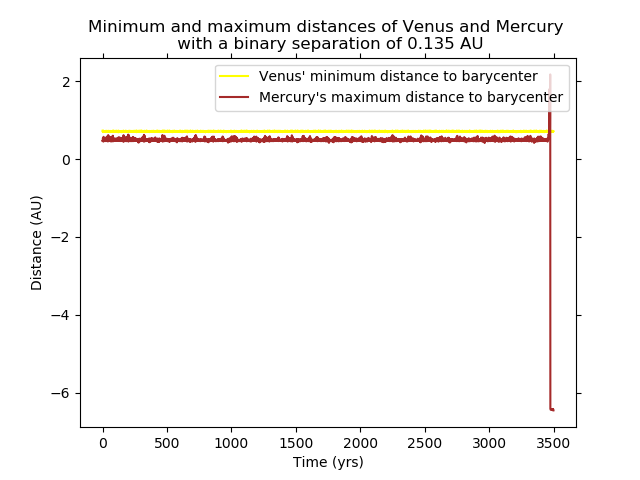 Minimum and maximum distances of Venus and Mercury
with a binary separation of 0.135 AU
Venus' minimum distance to barycenter
Mercury's maximum distance to barycenter
2
0
−2
−4
−6
Distance (AU)
0 500 1000 1500 2000 2500 3000 3500
Time (yrs)